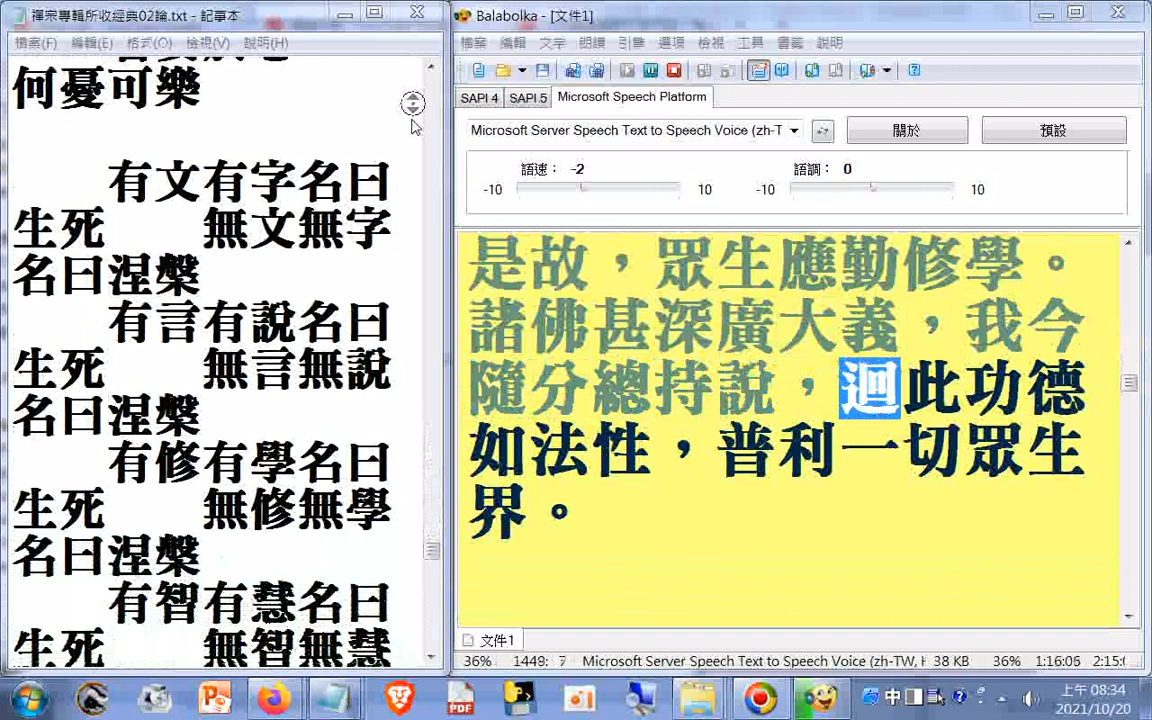 禪宗專輯所收經典02論.txt - 記事本
檔案(F) 編輯(E) 格式(O) 檢視(V) 說明(H)
何憂可樂
有文有字名曰
生死 無文無字
名曰涅槃
有言有說名曰
生死 無言無說
名曰涅槃
有修有學名曰
生死 無修無學
名曰涅槃
有智有慧名曰
生死 無智無慧
Balabolka - [文件1]
檔案 編輯 文字 朗讀 引擎 選項 檢視 工具 書籤 說明
SAPI 4 SAPI 5 Microsoft Speech Platform
Microsoft Server Speech Text to Speech Voice (zh-T 關於 預設
語速： -2 語調： 0
-10 10 -10 10
是故，眾生應勤修學。
諸佛甚深廣大義，我今
隨分總持說，迴此功德
如法性，普利一切眾生
界。
文件1
36% 1449: 7 Microsoft Server Speech Text to Speech Voice (zh-TW, H 38 KB 36% 1:16:06 2:15:
中
上午 08:34
2021/10/20